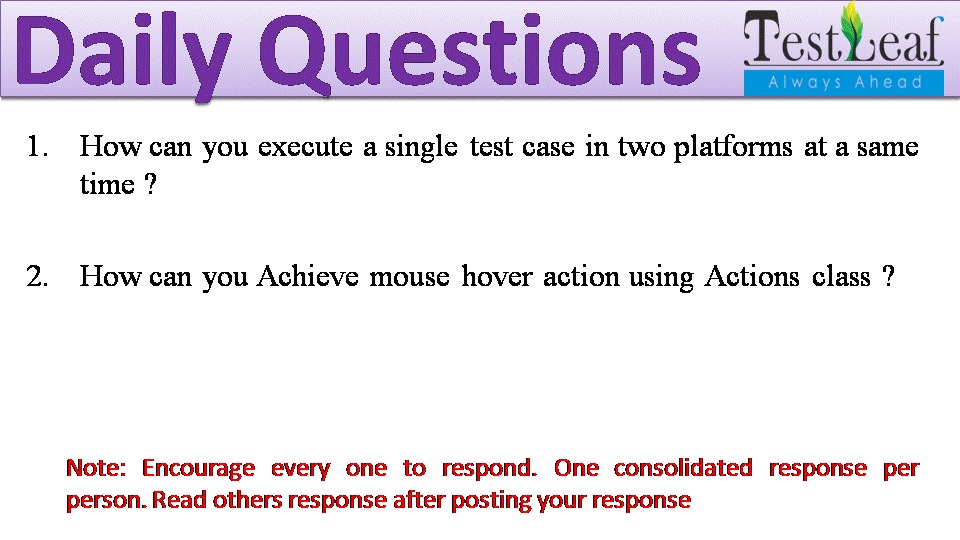 Daily Questions
TestLeaf
Always Ahead
1. How can you execute a single test case in two platforms at a same
time ?
2. How can you Achieve mouse hover action using Actions class ?
Note: Encourage every one to respond. One consolidated response per
person. Read others response after posting your response